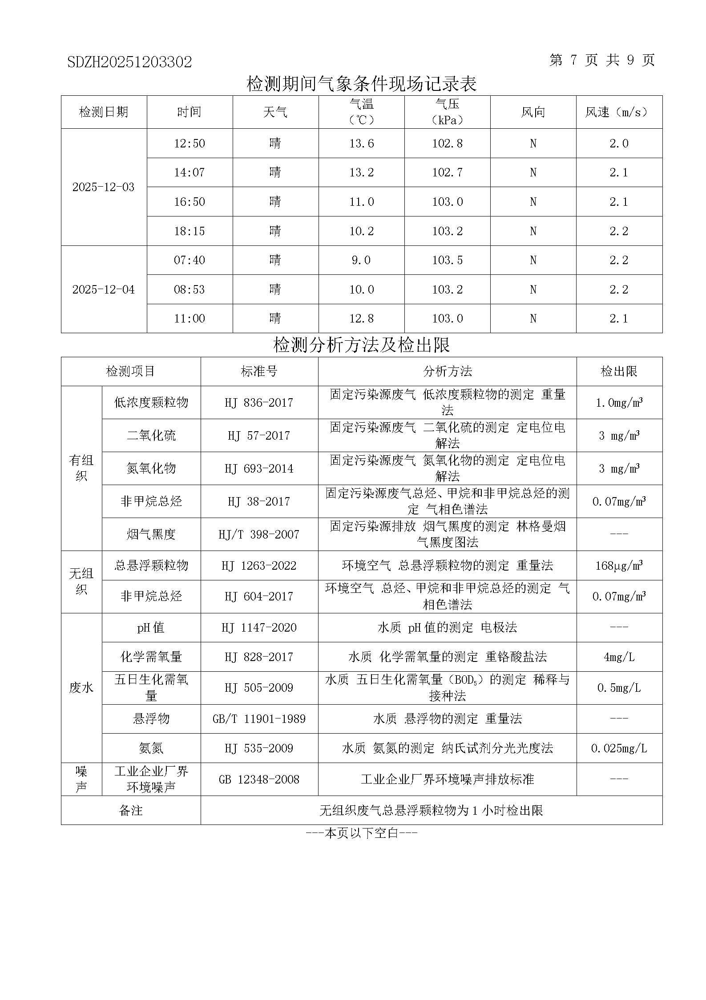 SDZH20251203302
第 7 页 共 9 页
检测期间气象条件现场记录表
检测日期 时间 天气 气温（℃） 气压（kPa） 风向 风速（m/s）
2025-12-03
12:50 晴 13.6 102.8 N 2.0
14:07 晴 13.2 102.7 N 2.1
16:50 晴 11.0 103.0 N 2.1
18:15 晴 10.2 103.2 N 2.2
2025-12-04
07:40 晴 9.0 103.5 N 2.2
08:53 晴 10.0 103.2 N 2.2
11:00 晴 12.8 103.0 N 2.1
检测分析方法及检出限
检测项目 标准号 分析方法 检出限
有组织
低浓度颗粒物 HJ 836-2017 固定污染源废气 低浓度颗粒物的测定 重量法 1.0mg/m³
二氧化硫 HJ 57-2017 固定污染源废气 二氧化硫的测定 定电位电解法 3 mg/m³
氮氧化物 HJ 693-2014 固定污染源废气 氮氧化物的测定 定电位电解法 3 mg/m³
非甲烷总烃 HJ 38-2017 固定污染源废气总烃、甲烷和非甲烷总烃的测定 气相色谱法 0.07mg/m³
烟气黑度 HJ/T 398-2007 固定污染源排放 烟气黑度的测定 林格曼烟气黑度图法 ---
无组织
总悬浮颗粒物 HJ 1263-2022 环境空气 总悬浮颗粒物的测定 重量法 168μg/m³
非甲烷总烃 HJ 604-2017 环境空气 总烃、甲烷和非甲烷总烃的测定 气相色谱法 0.07mg/m³
废水
pH值 HJ 1147-2020 水质 pH值的测定 电极法 ---
化学需氧量 HJ 828-2017 水质 化学需氧量的测定 重铬酸盐法 4mg/L
五日生化需氧量 HJ 505-2009 水质 五日生化需氧量（BOD₅）的测定 稀释与接种法 0.5mg/L
悬浮物 GB/T 11901-1989 水质 悬浮物的测定 重量法 ---
氨氮 HJ 535-2009 水质 氨氮的测定 纳氏试剂分光光度法 0.025mg/L
噪声
工业企业厂界环境噪声 GB 12348-2008 工业企业厂界环境噪声排放标准 ---
备注 无组织废气总悬浮颗粒物为1小时检出限
---本页以下空白---